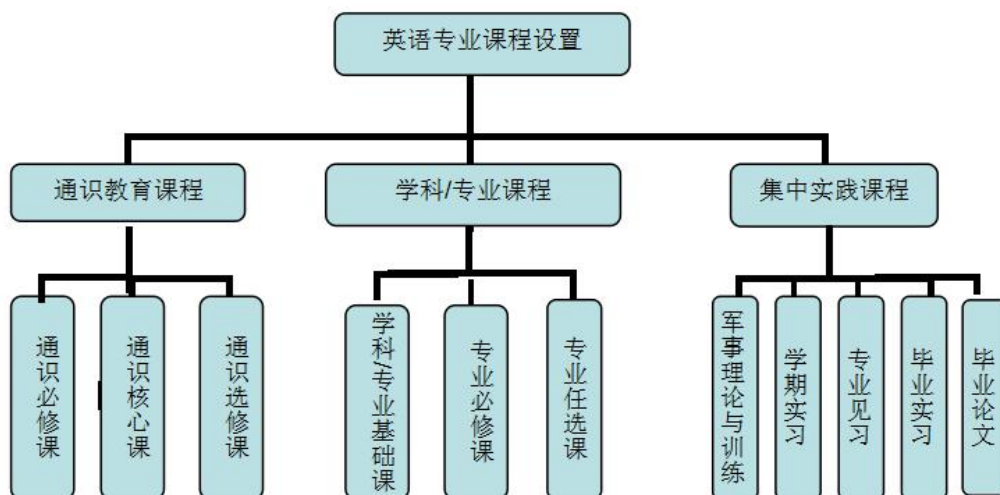 英语专业课程设置
通识教育课程
学科/专业课程
集中实践课程
通识必修课
通识核心课
通识选修课
学科/专业基础课
专业必修课
专业任选课
军事理论与训练
学期实习
专业见习
毕业实习
毕业论文